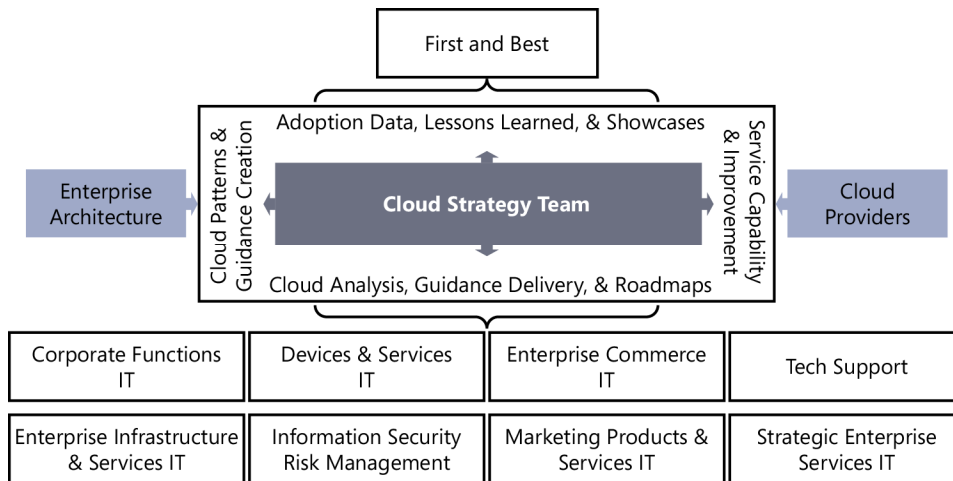 First and Best
Adoption Data, Lessons Learned, & Showcases
Cloud Patterns &
Guidance Creation
Service Capability
& Improvement
Enterprise
Architecture
Cloud Strategy Team
Cloud
Providers
Cloud Analysis, Guidance Delivery, & Roadmaps
Corporate Functions
IT
Devices & Services
IT
Enterprise Commerce
IT
Tech Support
Enterprise Infrastructure
& Services IT
Information Security
Risk Management
Marketing Products &
Services IT
Strategic Enterprise
Services IT